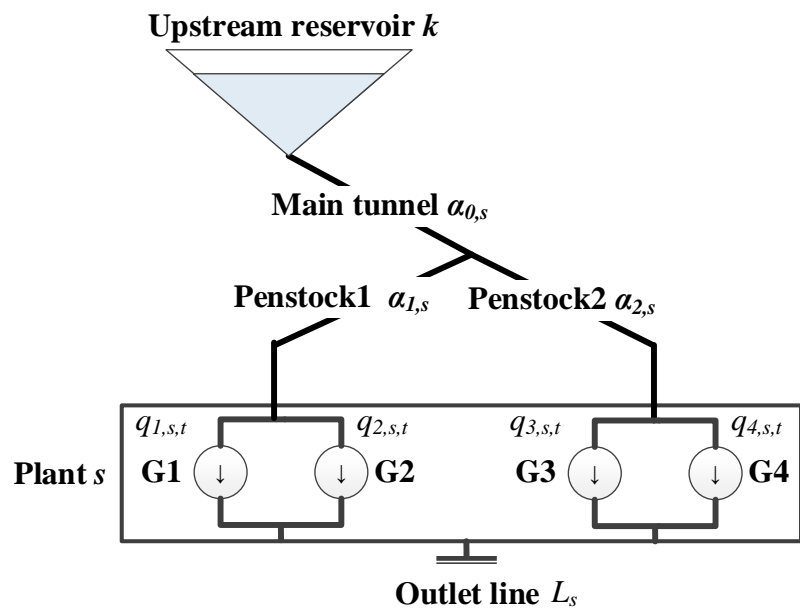 Upstream reservoir k
Main tunnel α0,s
Penstock1 α1,s Penstock2 α2,s
q1,s,t q2,s,t q3,s,t q4,s,t
Plant s G1 ↓ ↓ G2 G3 ↓ ↓ G4
Outlet line Ls